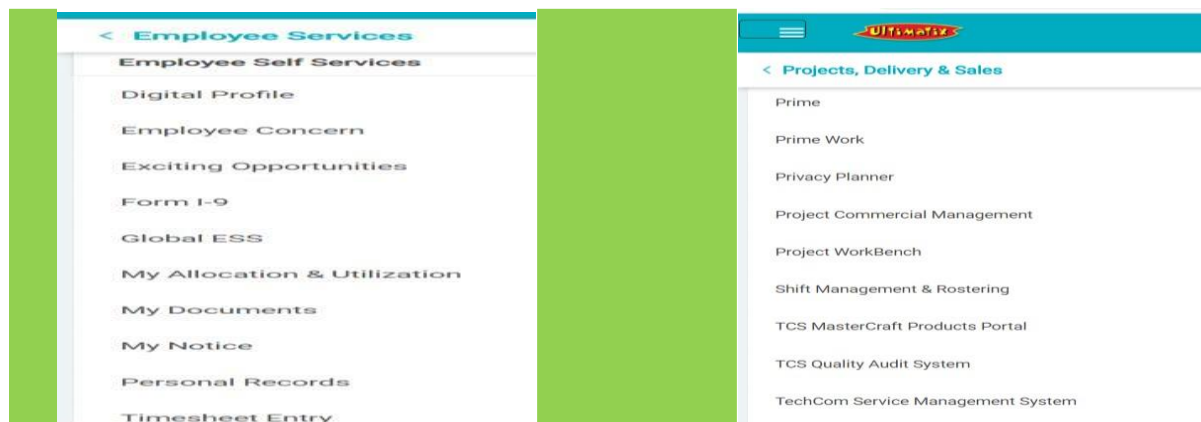 < Employee Services
Employee Self Services
Digital Profile
Employee Concern
Exciting Opportunities
Form I-9
Global ESS
My Allocation & Utilization
My Documents
My Notice
Personal Records
Timesheet Entry
Ultimatix
< Projects, Delivery & Sales
Prime
Prime Work
Privacy Planner
Project Commercial Management
Project WorkBench
Shift Management & Rostering
TCS MasterCraft Products Portal
TCS Quality Audit System
TechCom Service Management System